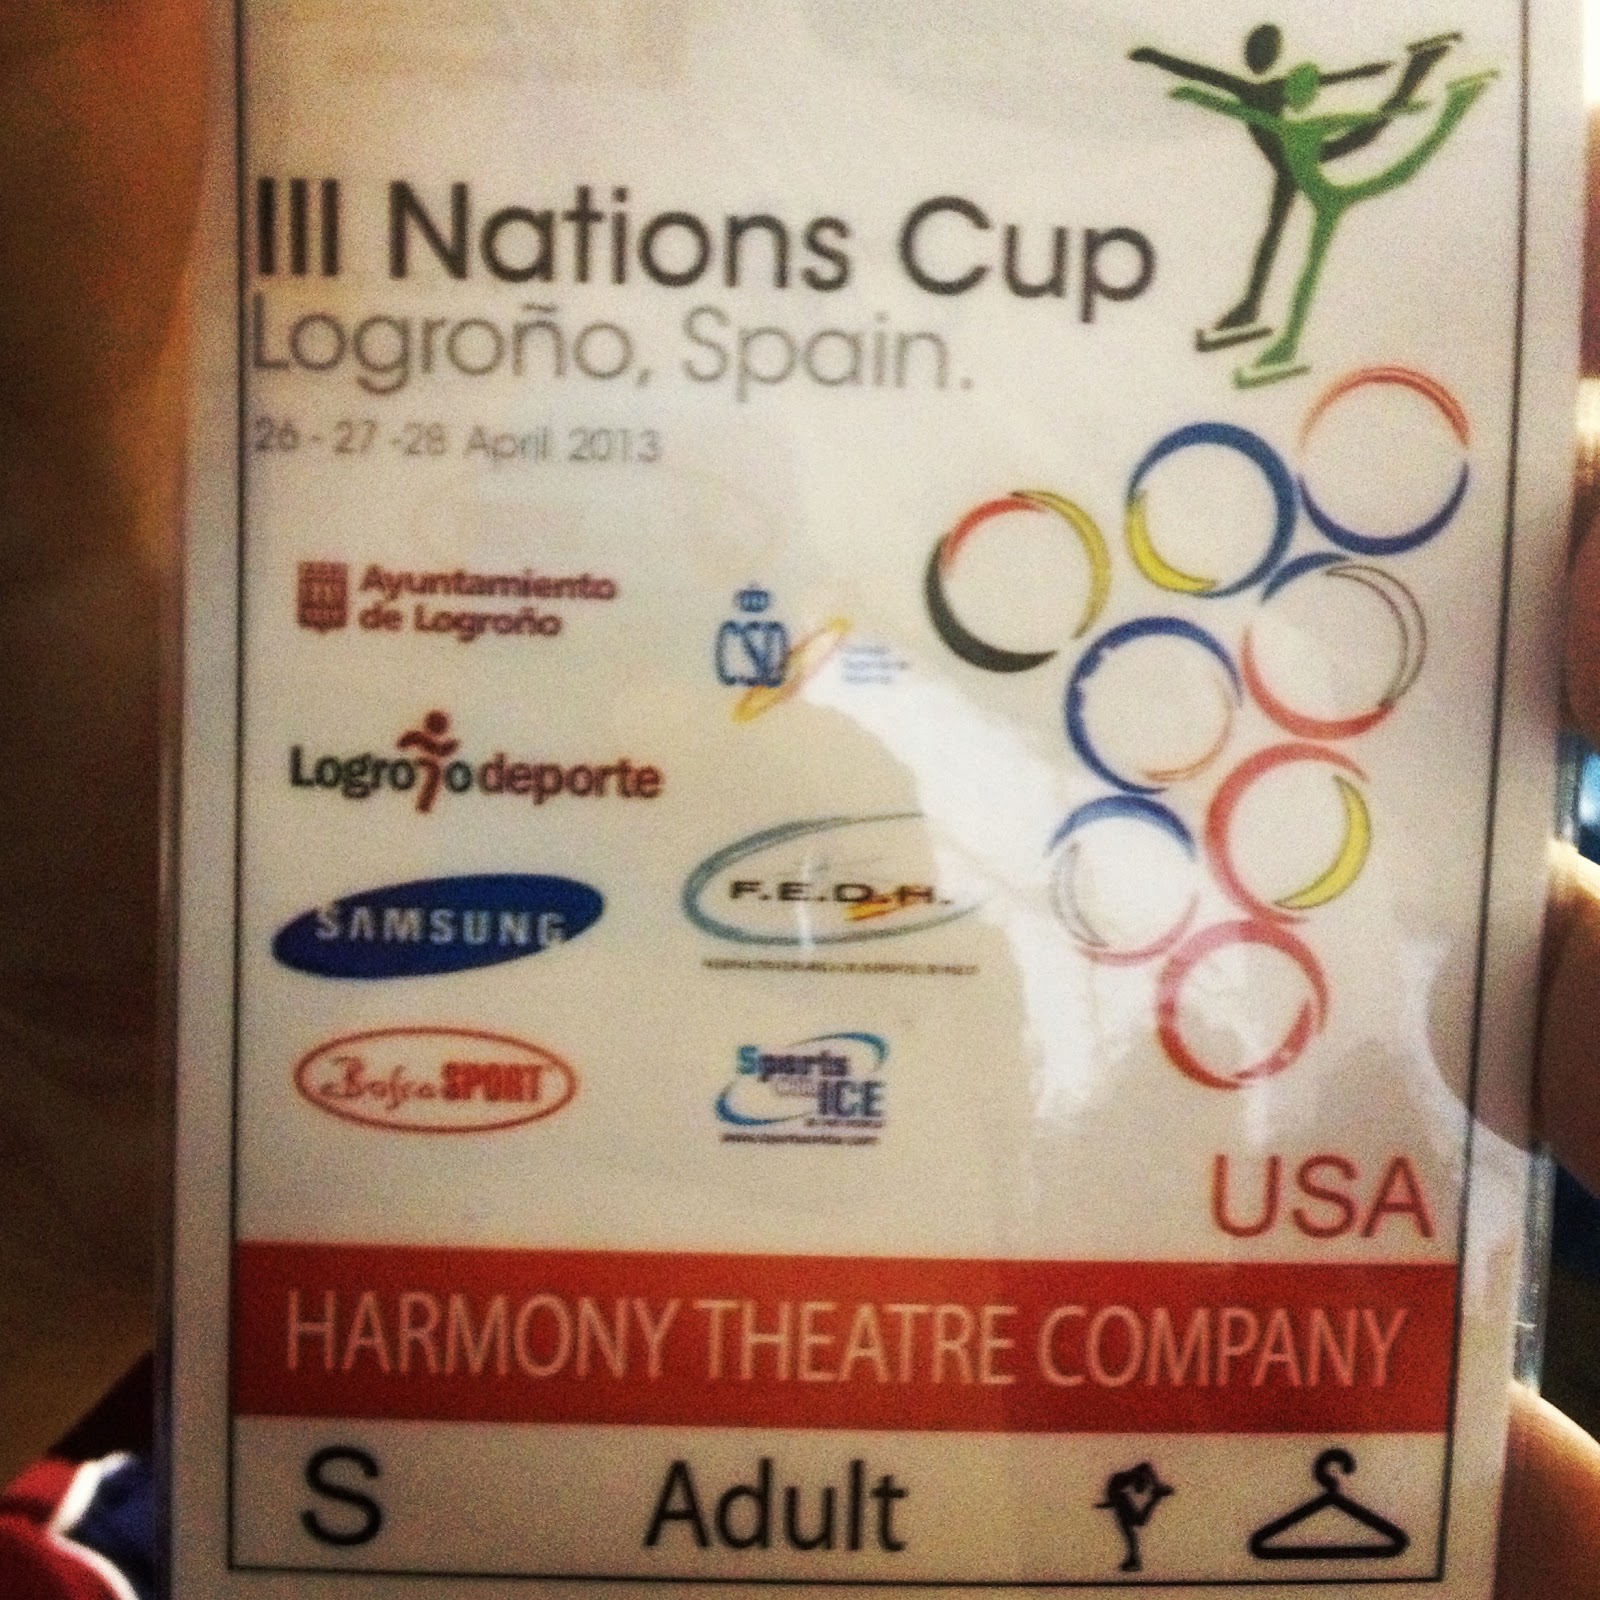 III Nations Cup
Logroño, Spain.
26 - 27 - 28 April 2013
Ayuntamiento
de Logroño
CSD
Logroño deporte
SAMSUNG
F.E.D.H.
SPORT
Sports
ICE
USA
HARMONY THEATRE COMPANY
S Adult